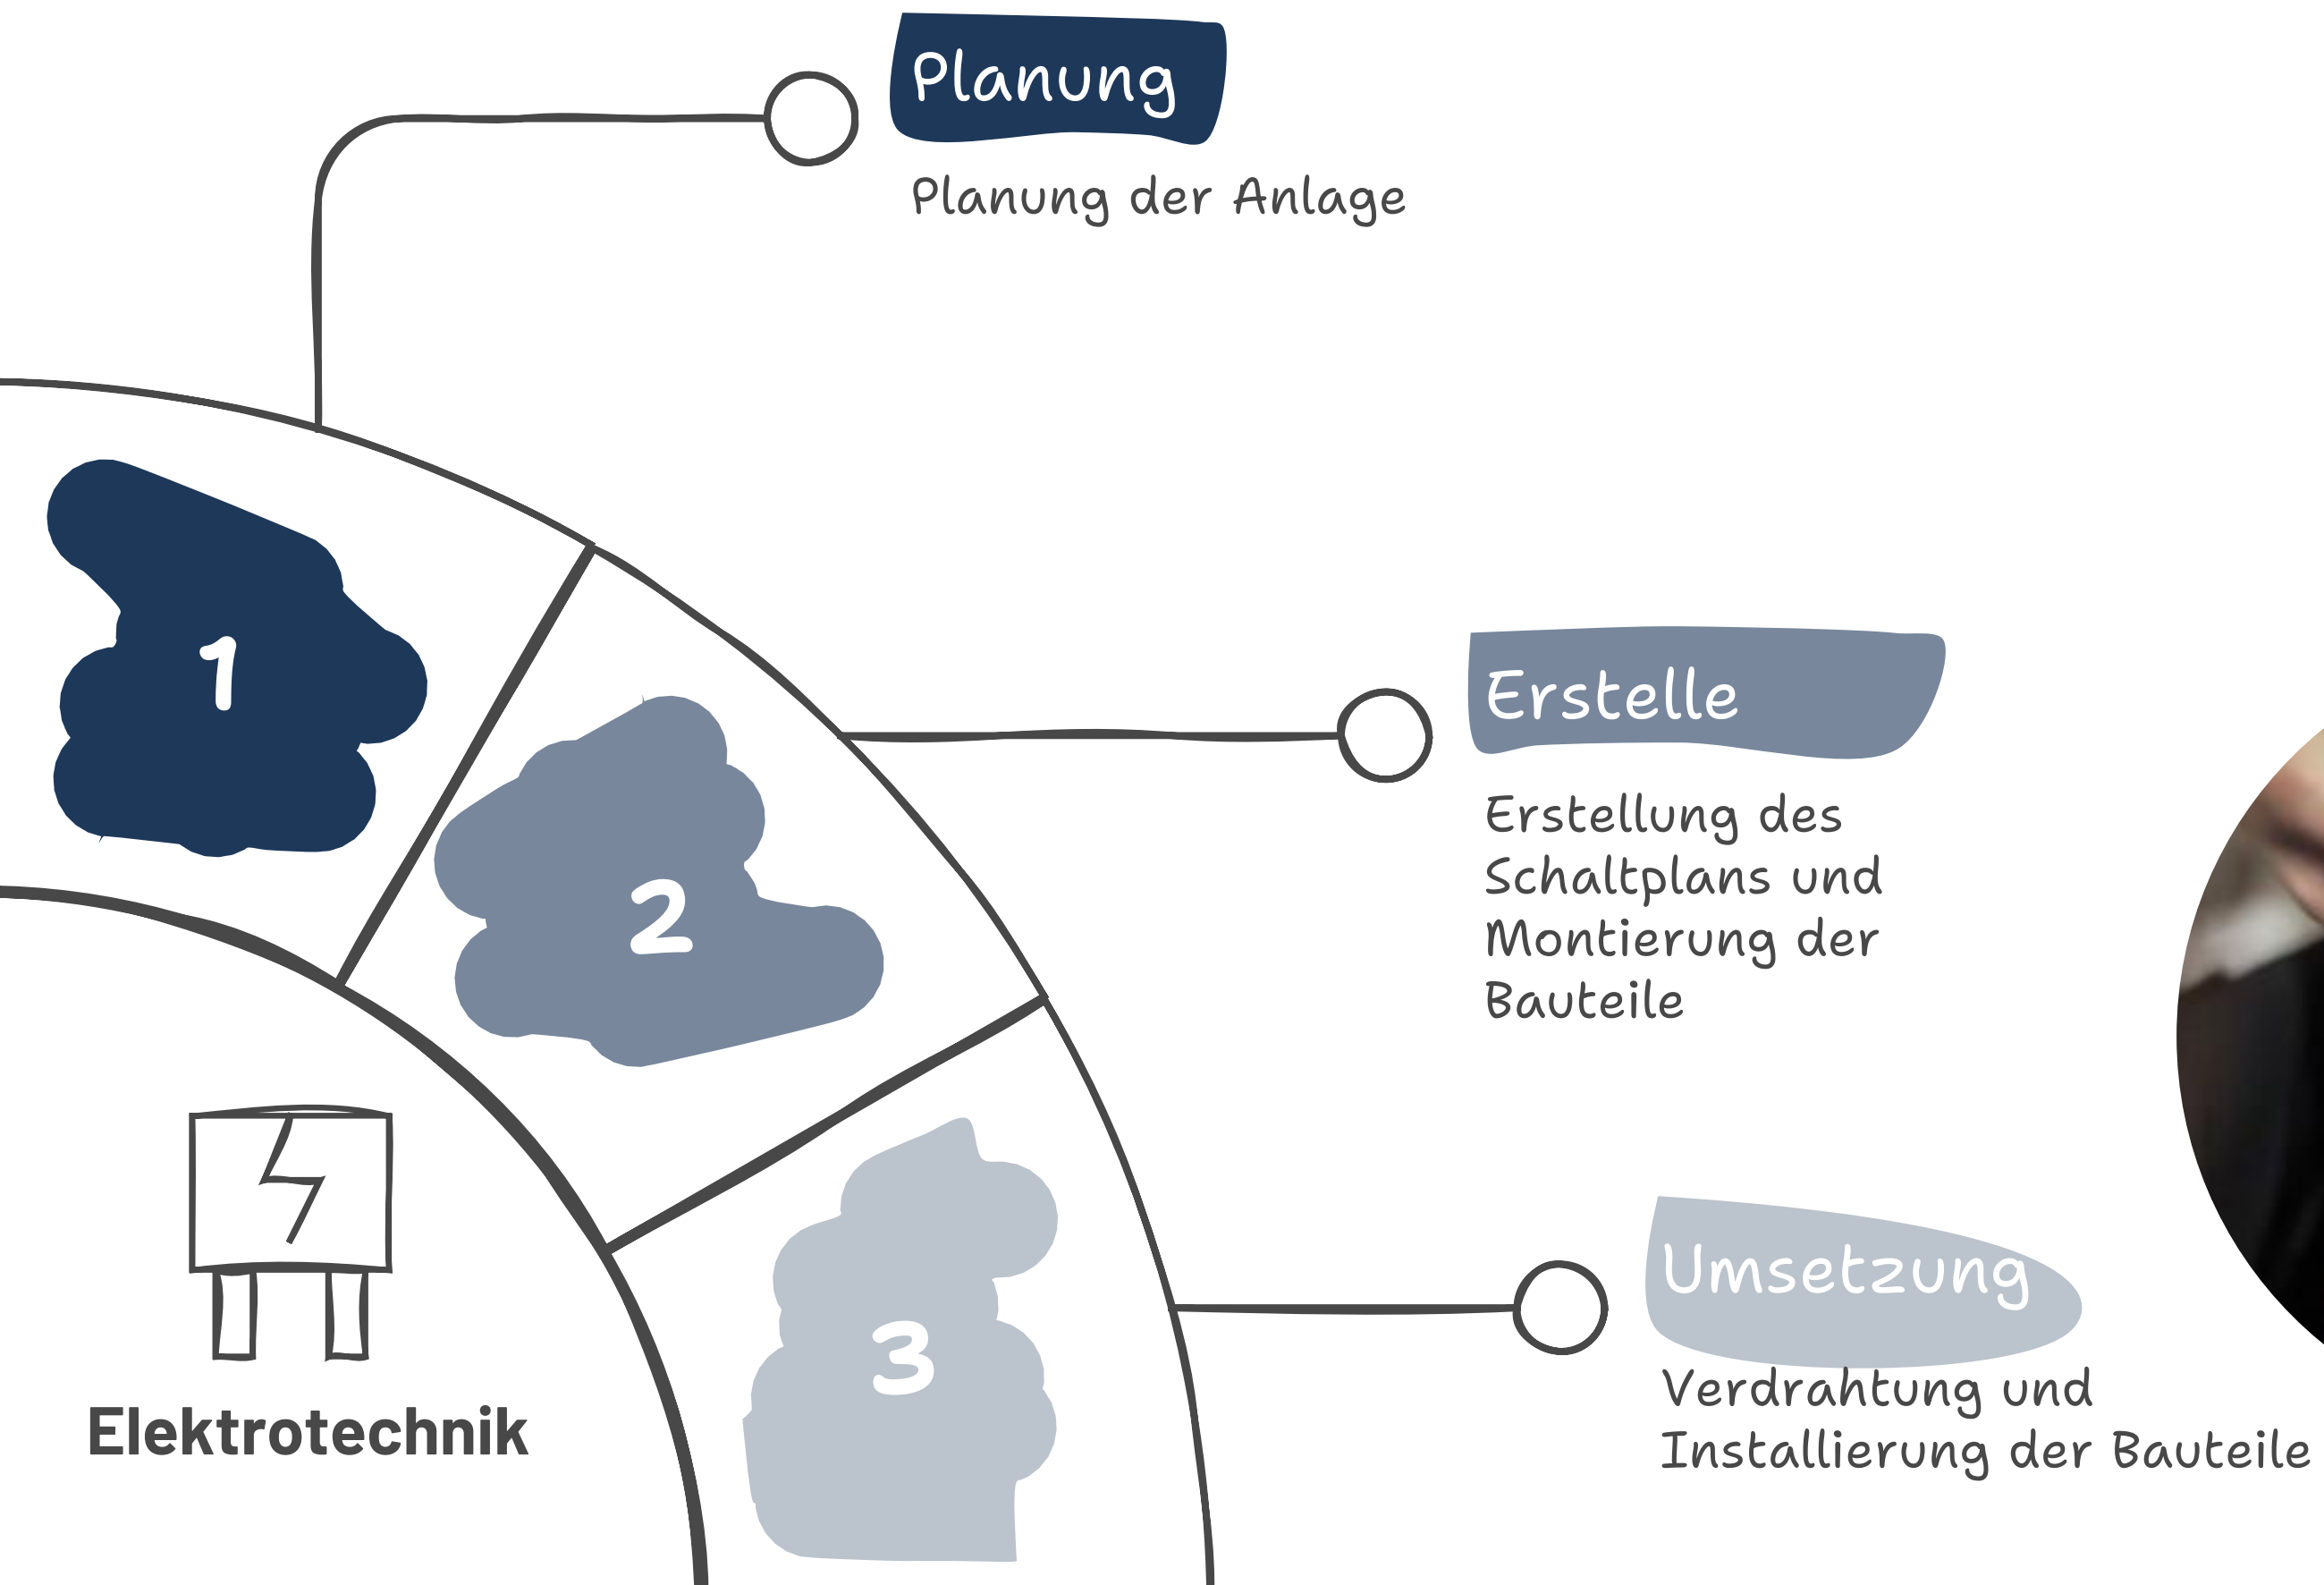 Planung
Planung der Anlage
1
Erstelle
2
Erstellung des
Schaltplans und
Montierung der
Bauteile
Umsetzung
3
Verdrahtung und
Installierung der Bauteile
Elektrotechnik